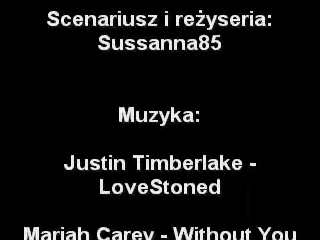 Scenariusz i reżyseria:
Sussanna85
Muzyka:
Justin Timberlake -
LoveStoned
Mariah Carey - Without You